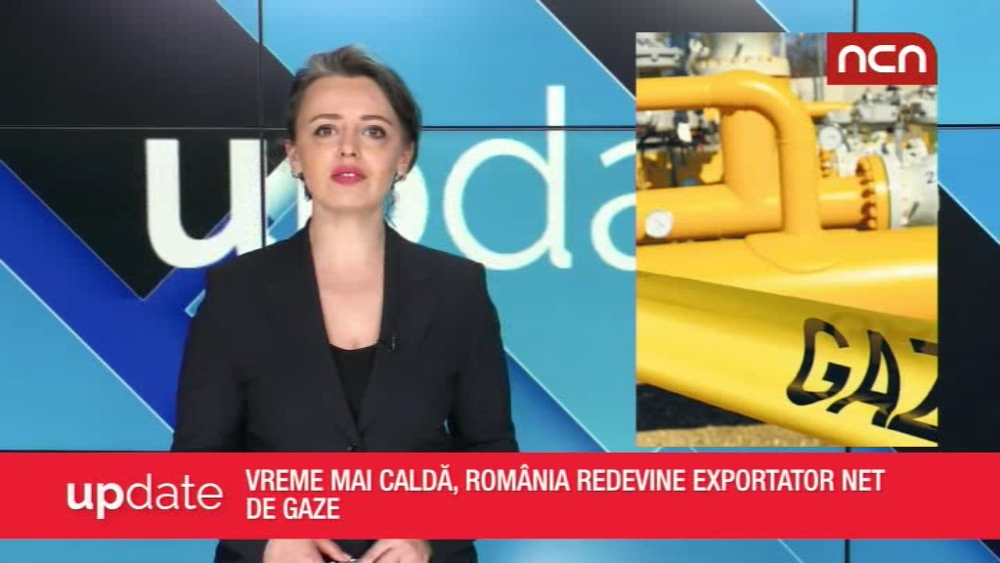 ncn
upda
GAZ
update
VREME MAI CALDĂ, ROMÂNIA REDEVINE EXPORTATOR NET
DE GAZE